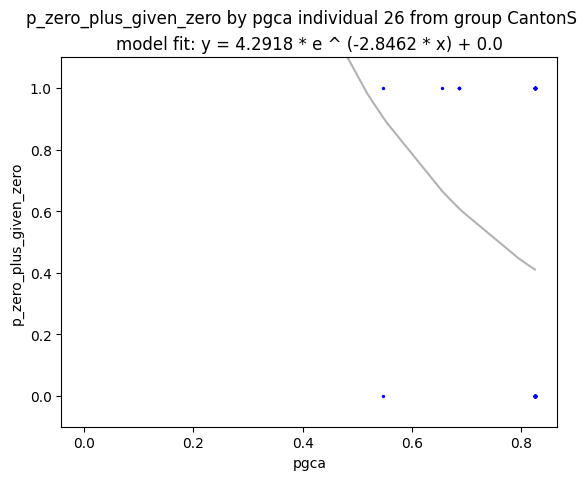 p_zero_plus_given_zero by pgca individual 26 from group CantonS
model fit: y = 4.2918 * e ^ (-2.8462 * x) + 0.0
1.0
0.8
0.6
0.4
0.2
0.0
p_zero_plus_given_zero
0.0 0.2 0.4 0.6 0.8
pgca